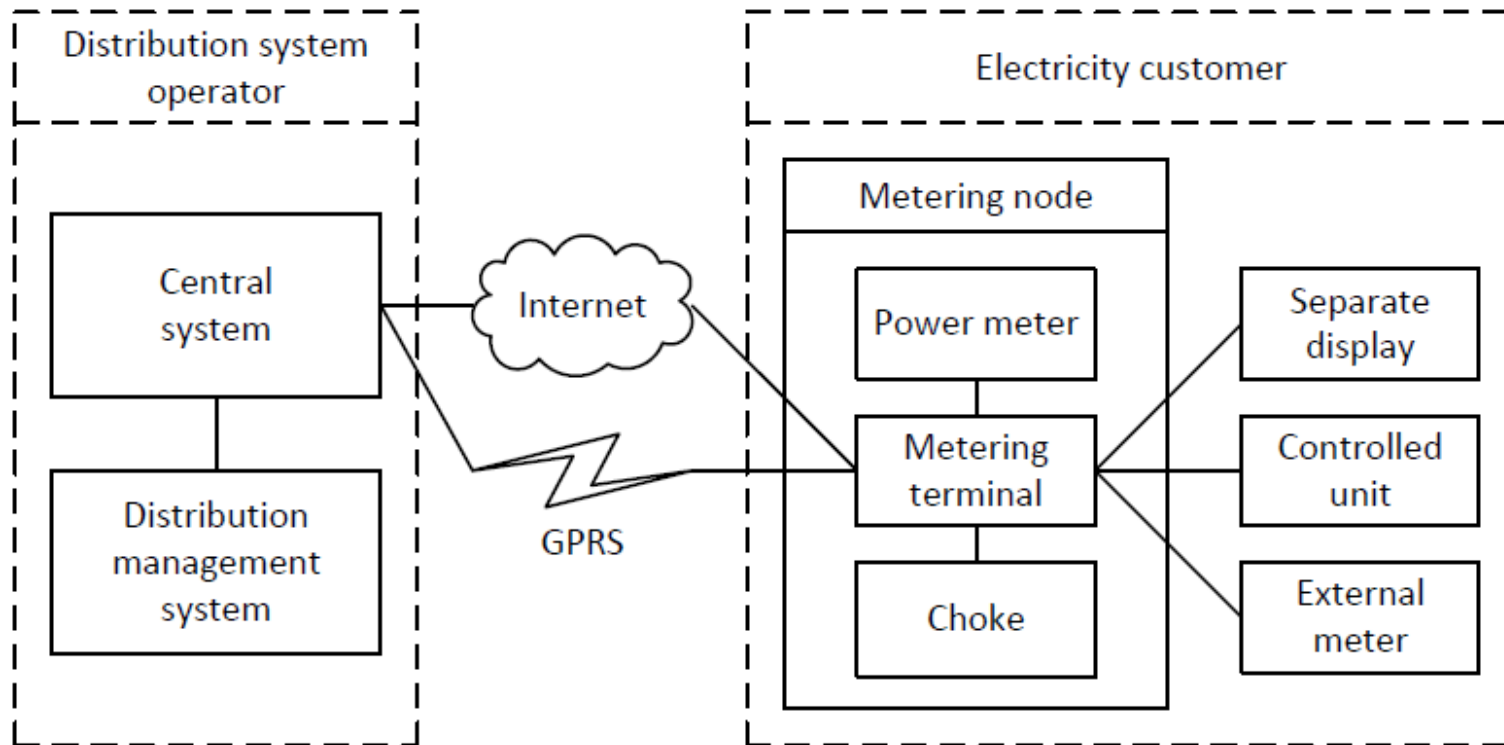 Distribution system
operator
Electricity customer
Metering node
Central
system
Internet
Power meter
Separate
display
Metering
terminal
Controlled
unit
Distribution
management
system
GPRS
Choke
External
meter